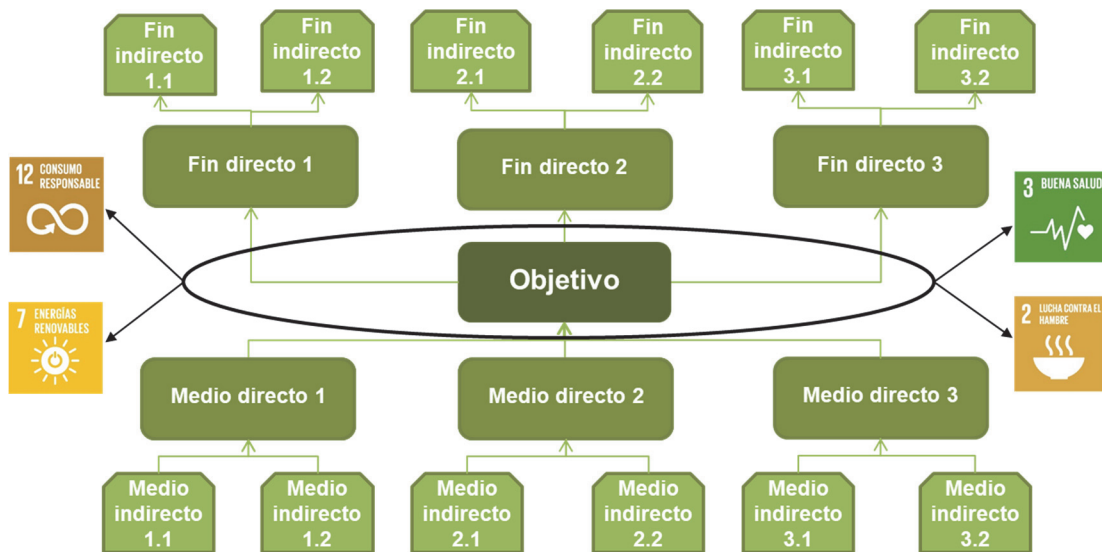 Fin
indirecto
1.1
Fin
indirecto
1.2
Fin
indirecto
2.1
Fin
indirecto
2.2
Fin
indirecto
3.1
Fin
indirecto
3.2
Fin directo 1
Fin directo 2
Fin directo 3
12 CONSUMO
RESPONSABLE
3 BUENA SALUD
Objetivo
7 ENERGÍAS
RENOVABLES
2 LUCHA CONTRA EL
HAMBRE
Medio directo 1
Medio directo 2
Medio directo 3
Medio
indirecto
1.1
Medio
indirecto
1.2
Medio
indirecto
2.1
Medio
indirecto
2.2
Medio
indirecto
3.1
Medio
indirecto
3.2